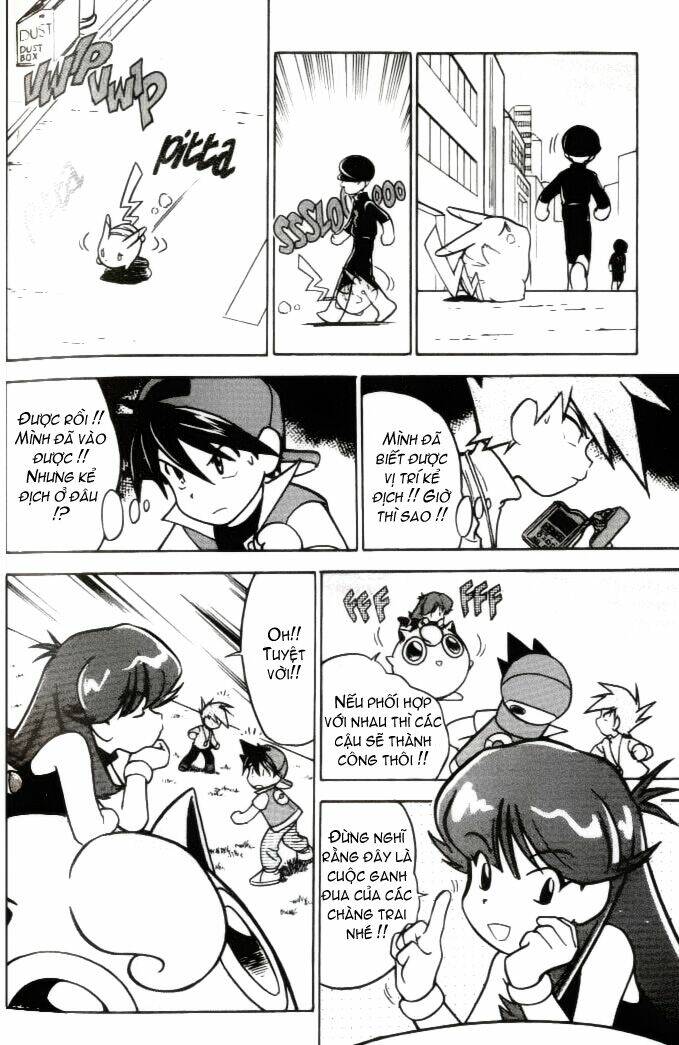 DUST
DUST
BOX
VWIP
VWIP
pitta
SSSLOOOOOO
ĐƯỢC RỒI !!
MÌNH ĐÃ VÀO
ĐƯỢC !!
NHƯNG KẺ
ĐỊCH Ở ĐÂU
!?
MÌNH ĐÃ
BIẾT ĐƯỢC
VỊ TRÍ KẺ
ĐỊCH !! GIỜ
THÌ SAO !!
OH!!
TUYỆT
VỜI!!
FFF
FFF
NẾU PHỐI HỢP
VỚI NHAU THÌ CÁC
CẬU SẼ THÀNH
CÔNG THÔI !!
ĐỪNG NGHĨ
RẰNG ĐÂY LÀ
CUỘC GANH
ĐUA CỦA CÁC
CHÀNG TRAI
NHÉ !!